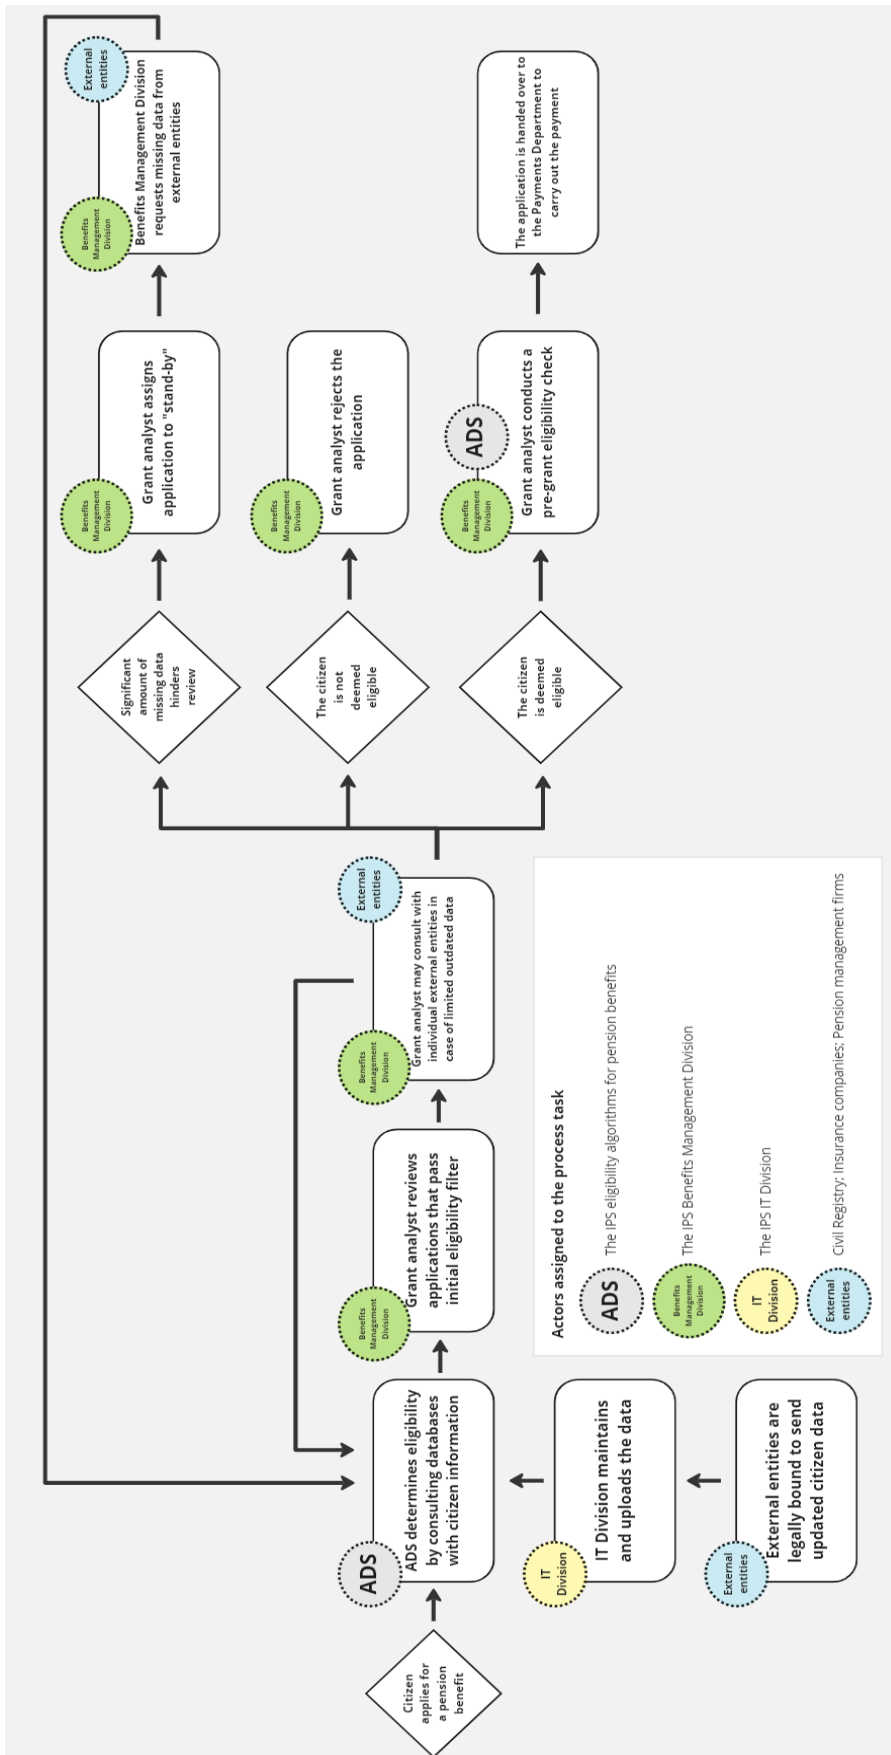 Citizen
applies for
a pension
benefit
ADS
ADS determines eligibility
by consulting databases
with citizen information
IT
Division
IT Division maintains
and uploads the data
External
entities
External entities are
legally bound to send
updated citizen data
Benefits
Management
Division
Grant analyst reviews
applications that pass
initial eligibility filter
Benefits
Management
Division
External
entities
Grant analyst may consult with
individual external entities in
case of limited outdated data
Significant
amount of
missing data
hinders
review
Benefits
Management
Division
Grant analyst assigns
application to "stand-by"
Benefits
Management
Division
External
entities
Benefits Management Division
requests missing data from
external entities
The citizen
is not
deemed
eligible
Benefits
Management
Division
Grant analyst rejects the
application
The citizen
is deemed
eligible
Benefits
Management
Division
ADS
Grant analyst conducts a
pre-grant eligibility check
The application is handed over to
the Payments Department to
carry out the payment
Actors assigned to the process task
ADS
The IPS eligibility algorithms for pension benefits
Benefits
Management
Division
The IPS Benefits Management Division
IT
Division
The IPS IT Division
External
entities
Civil Registry; Insurance companies; Pension management firms